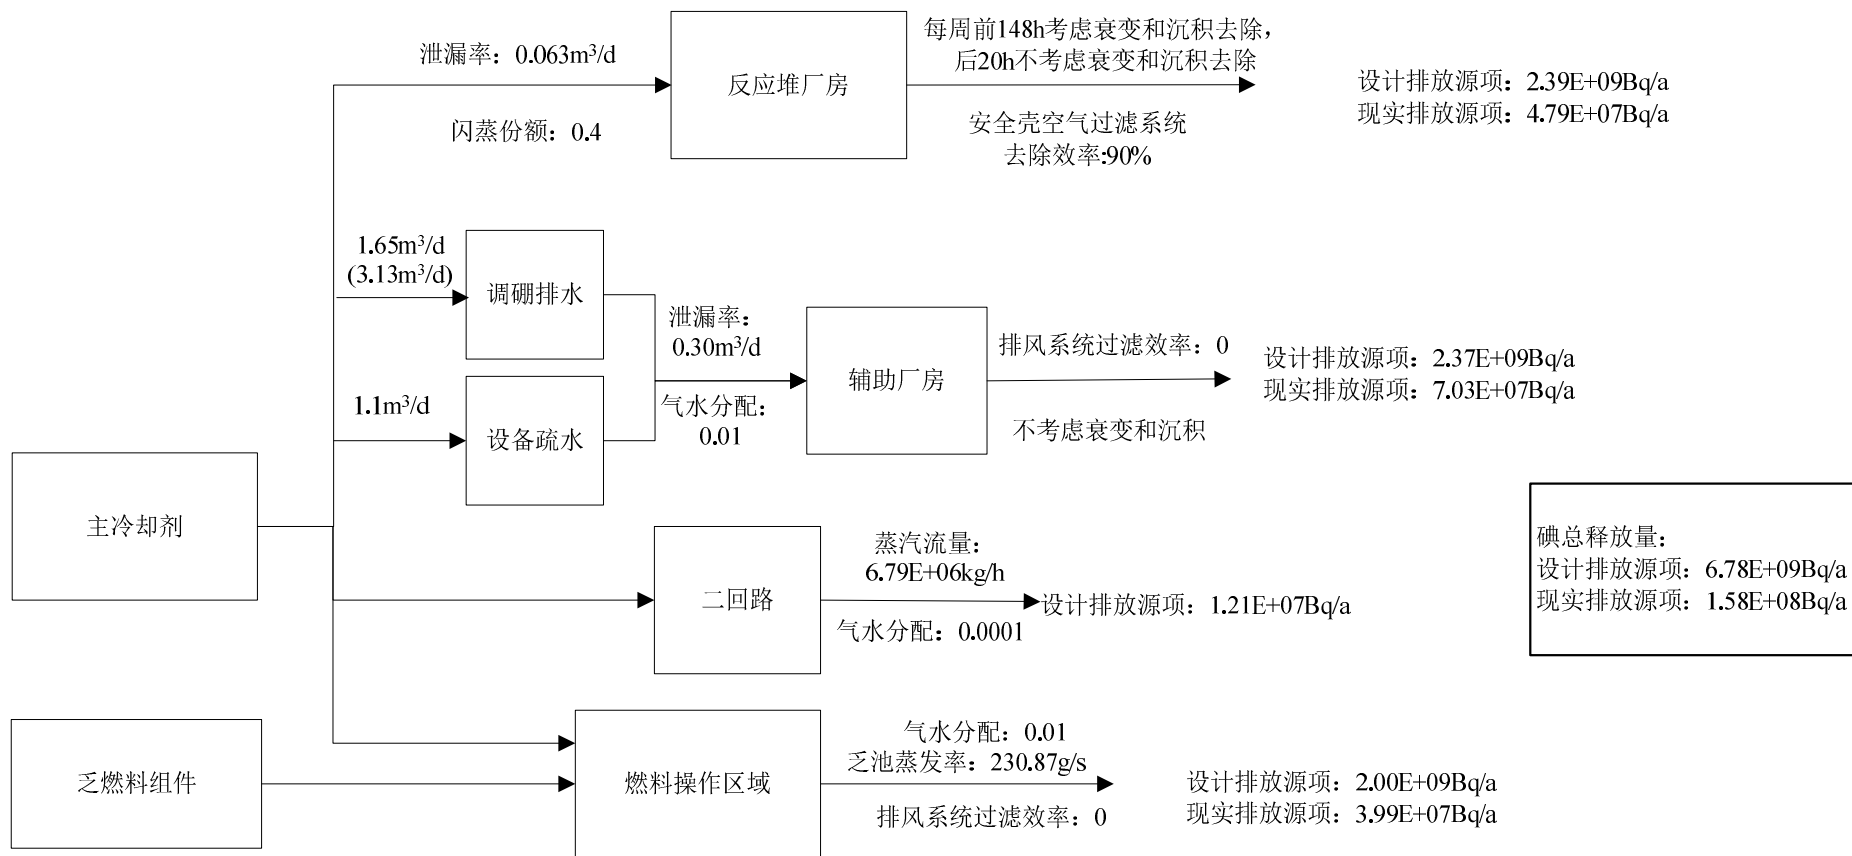 泄漏率：0.063m³/d
闪蒸份额：0.4
反应堆厂房
每周前148h考虑衰变和沉积去除，
后20h不考虑衰变和沉积去除
安全壳空气过滤系统
去除效率:90%
设计排放源项：2.39E+09Bq/a
现实排放源项：4.79E+07Bq/a
1.65m³/d
(3.13m³/d)
调硼排水
1.1m³/d
设备疏水
泄漏率：
0.30m³/d
气水分配：
0.01
辅助厂房
排风系统过滤效率：0
不考虑衰变和沉积
设计排放源项：2.37E+09Bq/a
现实排放源项：7.03E+07Bq/a
主冷却剂
二回路
蒸汽流量：
6.79E+06kg/h
气水分配：0.0001
设计排放源项：1.21E+07Bq/a
碘总释放量：
设计排放源项：6.78E+09Bq/a
现实排放源项：1.58E+08Bq/a
乏燃料组件
燃料操作区域
气水分配：0.01
乏池蒸发率：230.87g/s
排风系统过滤效率：0
设计排放源项：2.00E+09Bq/a
现实排放源项：3.99E+07Bq/a